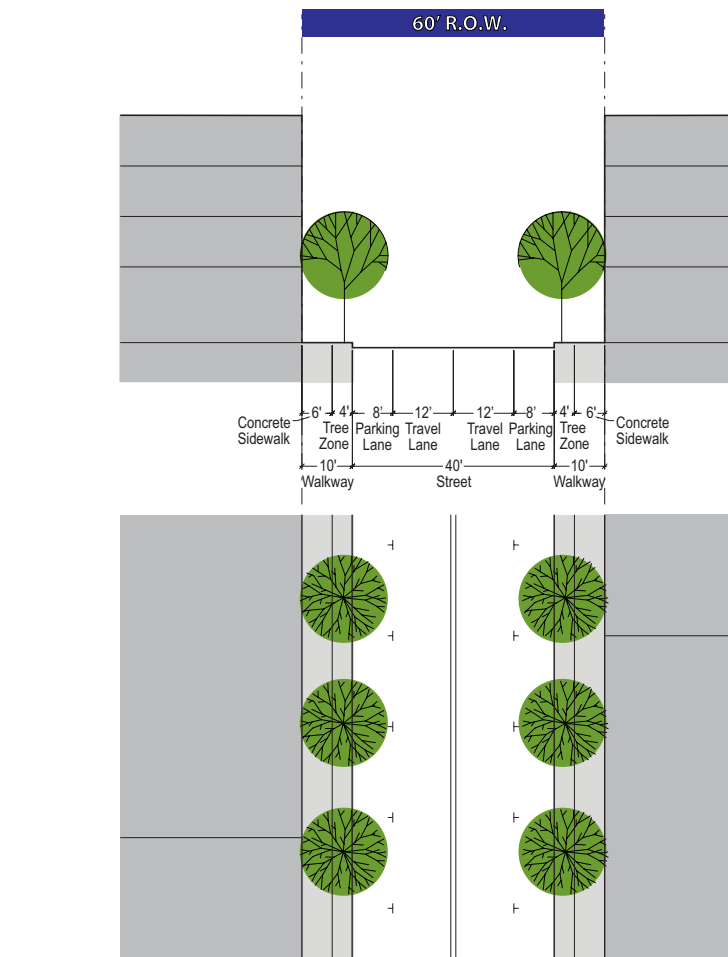 60' R.O.W.
6' 4' 8' 12' 12' 8' 4' 6'
Concrete
Sidewalk
Tree
Zone
Parking
Lane
Travel
Lane
Travel
Lane
Parking
Lane
Tree
Zone
Concrete
Sidewalk
10' 40' 10'
Walkway Street Walkway